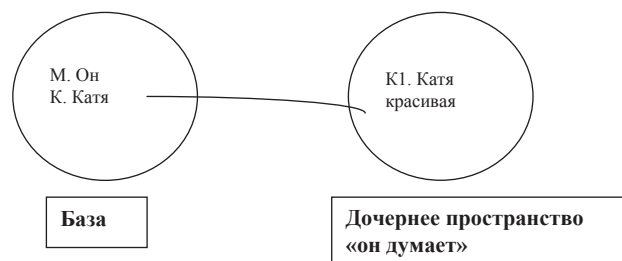 М. Он
К. Катя
К1. Катя
красивая
База
Дочернее пространство
«он думает»